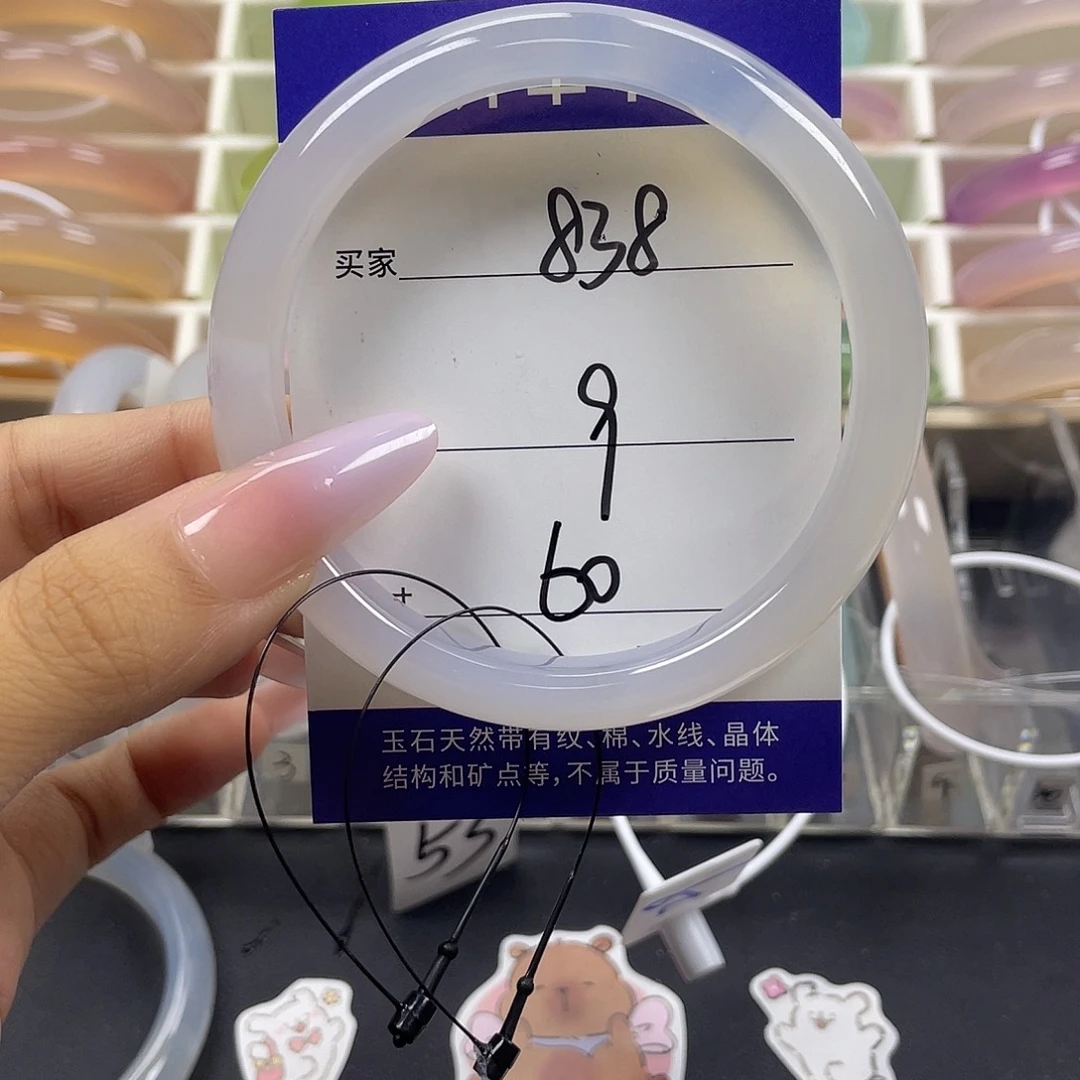 买家 838
9
+ 60
玉石天然带有纹、棉、水线、晶体
结构和矿点等，不属于质量问题。
53